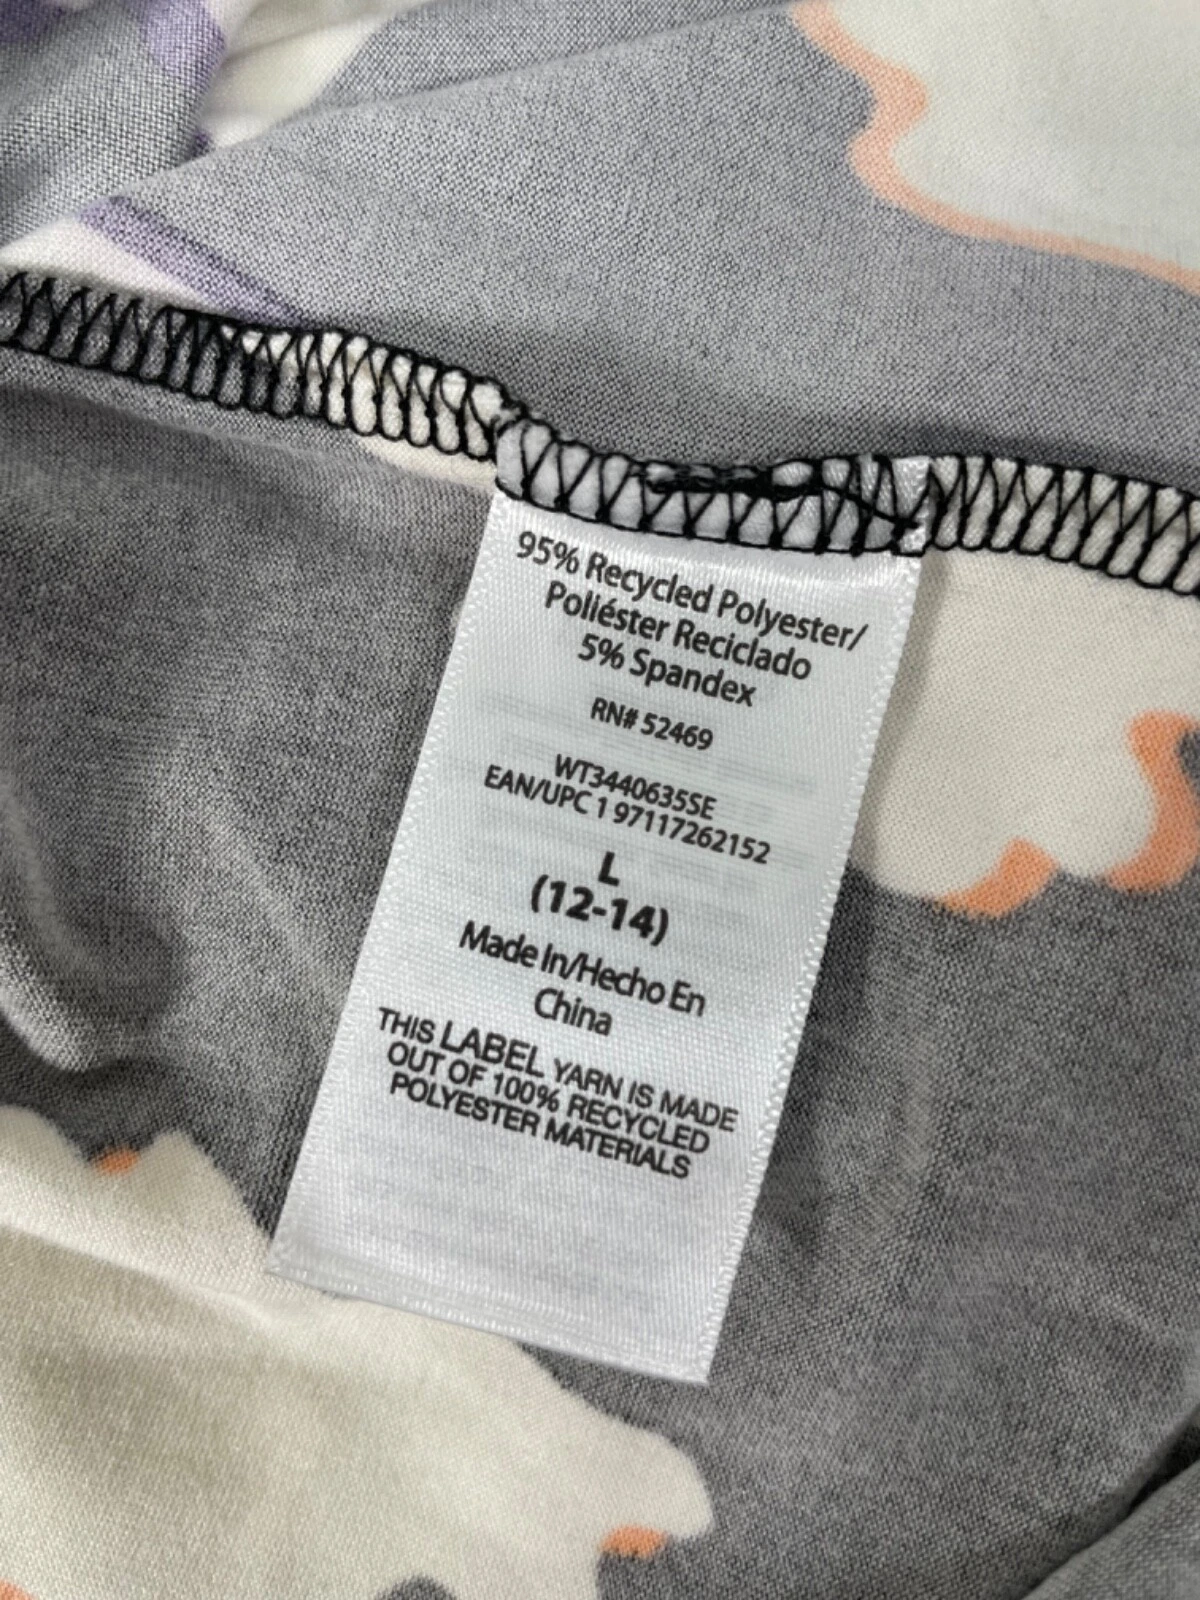 95% Recycled Polyester/
Poliéster Reciclado
5% Spandex
RN# 52469
WT3440635SE
EAN/UPC 1 97117262152
L
(12-14)
Made In/Hecho En
China
THIS LABEL YARN IS MADE
OUT OF 100% RECYCLED
POLYESTER MATERIALS